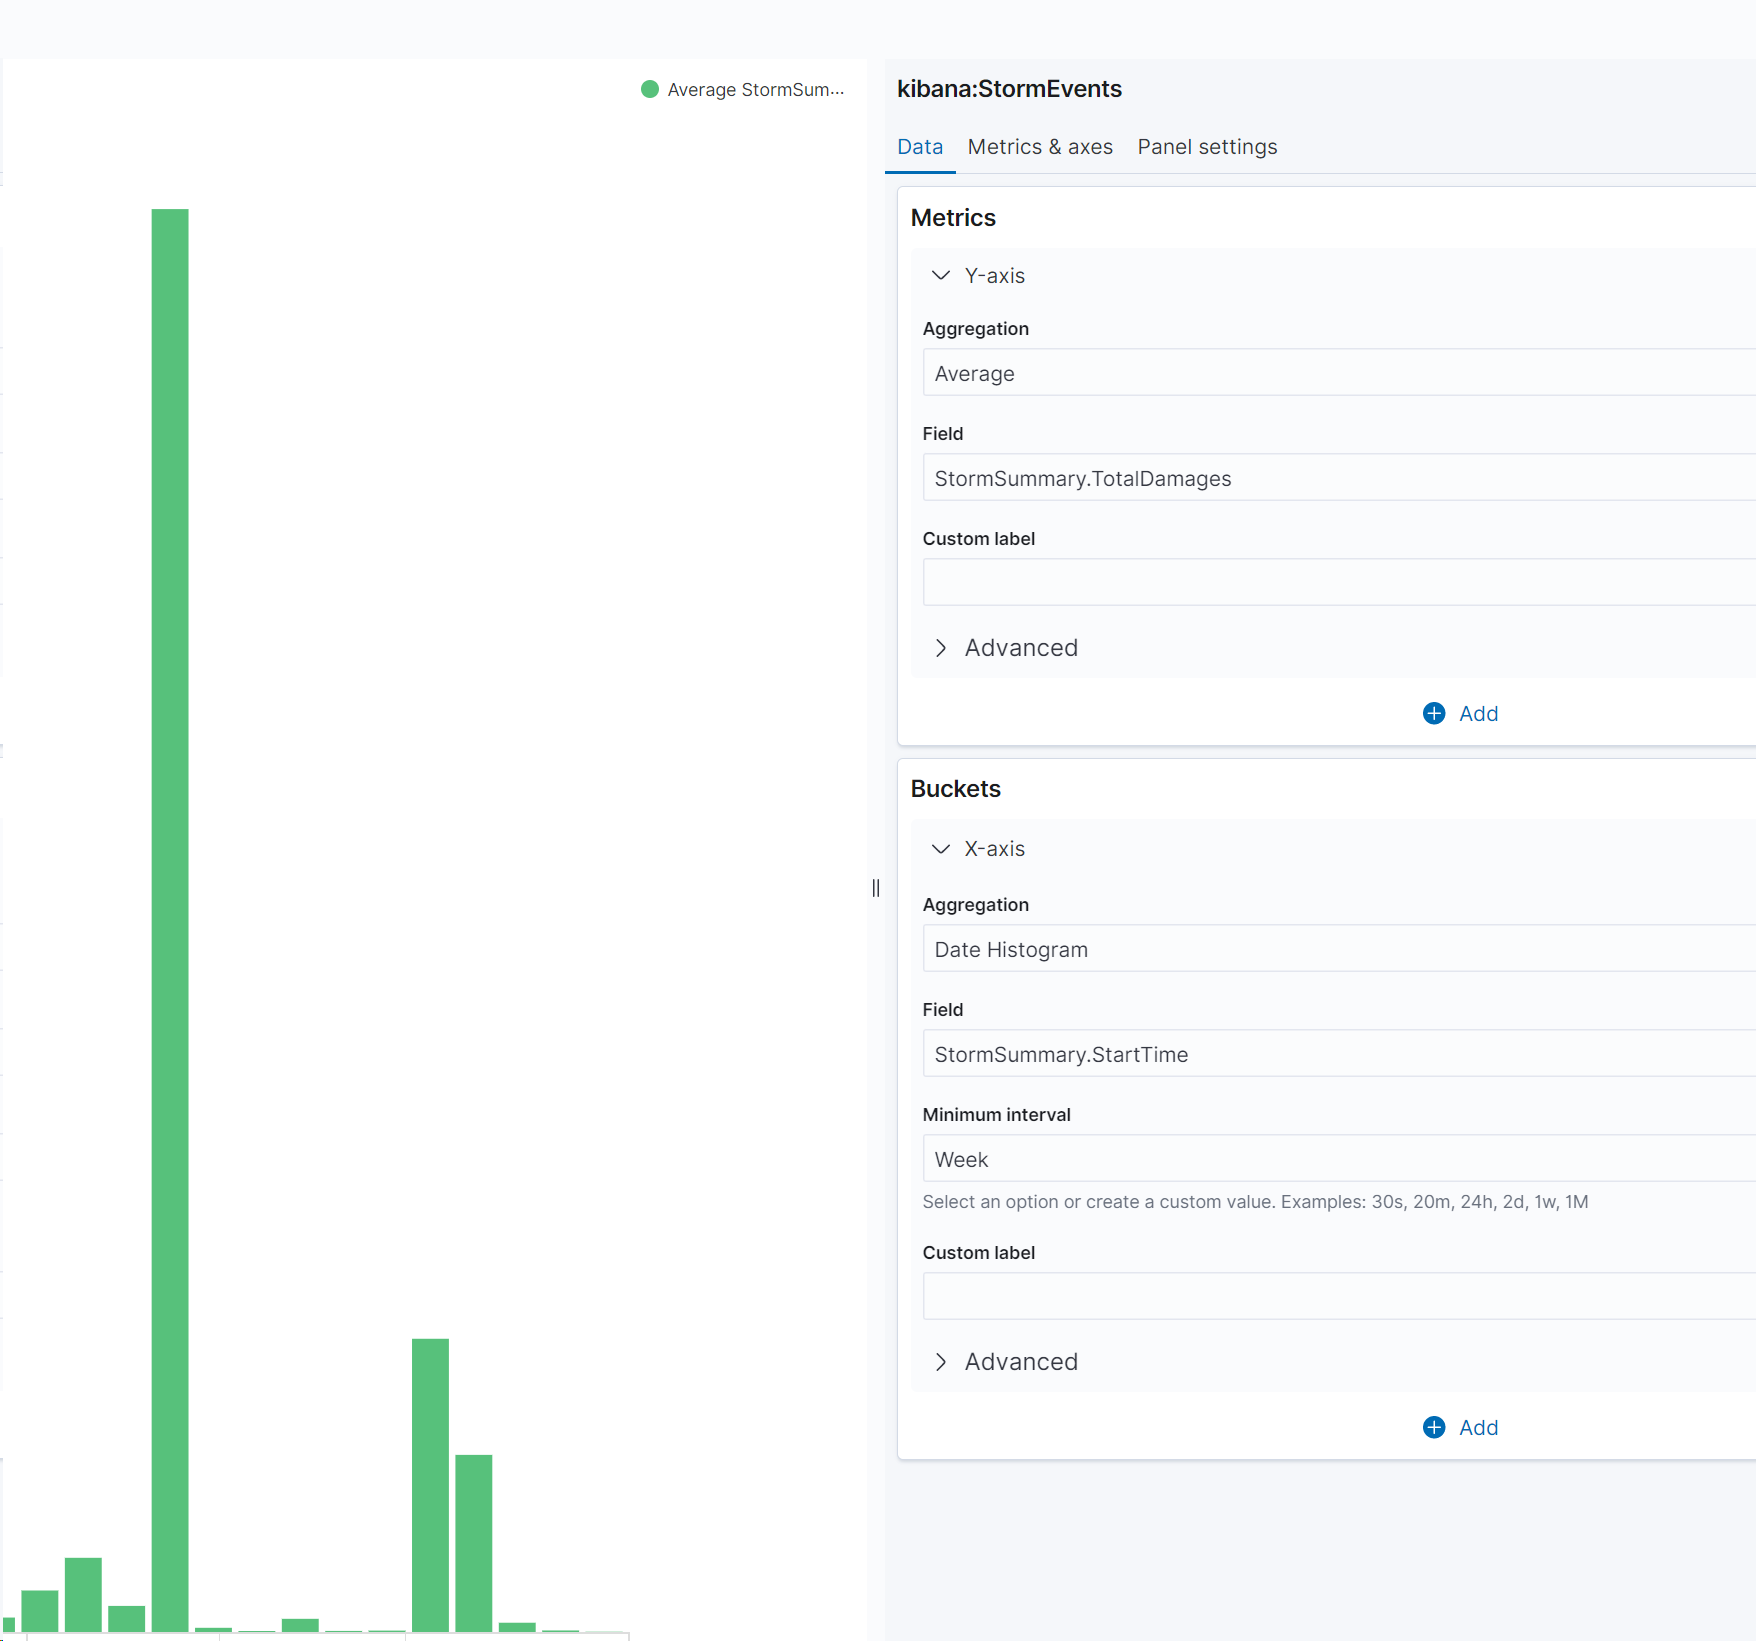 Average StormSum...
kibana:StormEvents
Data Metrics & axes Panel settings
Metrics
Y-axis
Aggregation
Average
Field
StormSummary.TotalDamages
Custom label
Advanced
Add
Buckets
X-axis
Aggregation
Date Histogram
Field
StormSummary.StartTime
Minimum interval
Week
Select an option or create a custom value. Examples: 30s, 20m, 24h, 2d, 1w, 1M
Custom label
Advanced
Add